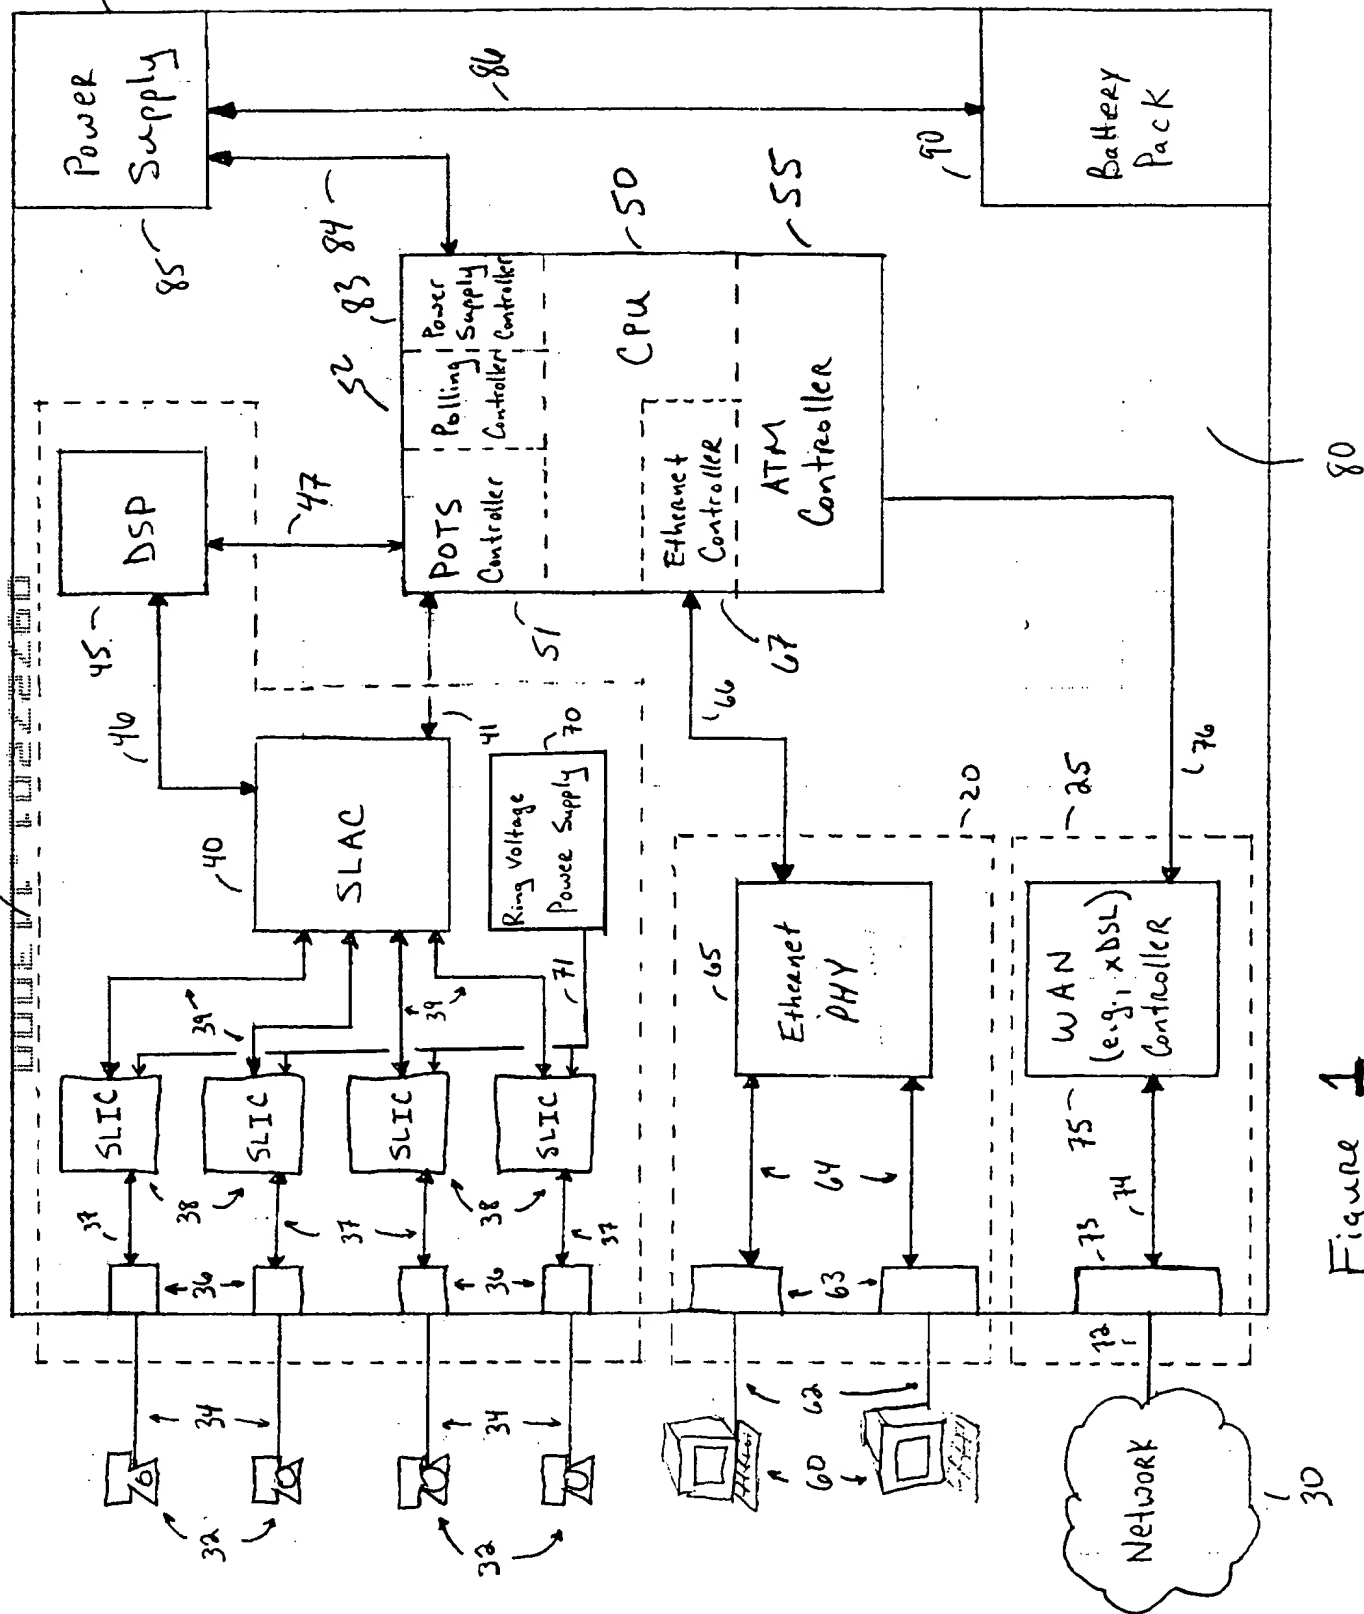 Power
Supply
85
86
84
Battery
Pack
90
DSP
45
46
47
52
83
50
55
POTS
Controller
Polling
Controller
Power
Supply
Controller
CPU
Ethernet
Controller
ATM
Controller
51
67
80
SLAC
40
41
Ring Voltage
Power Supply
70
71
66
76
20
25
39
39
39
SLIC
SLIC
SLIC
SLIC
38
38
37
37
37
36
36
34
34
32
32
Ethernet
PHY
65
64
63
62
60
WAN
(e.g., xDSL)
Controller
75
74
73
72
Network
30
Figure 1